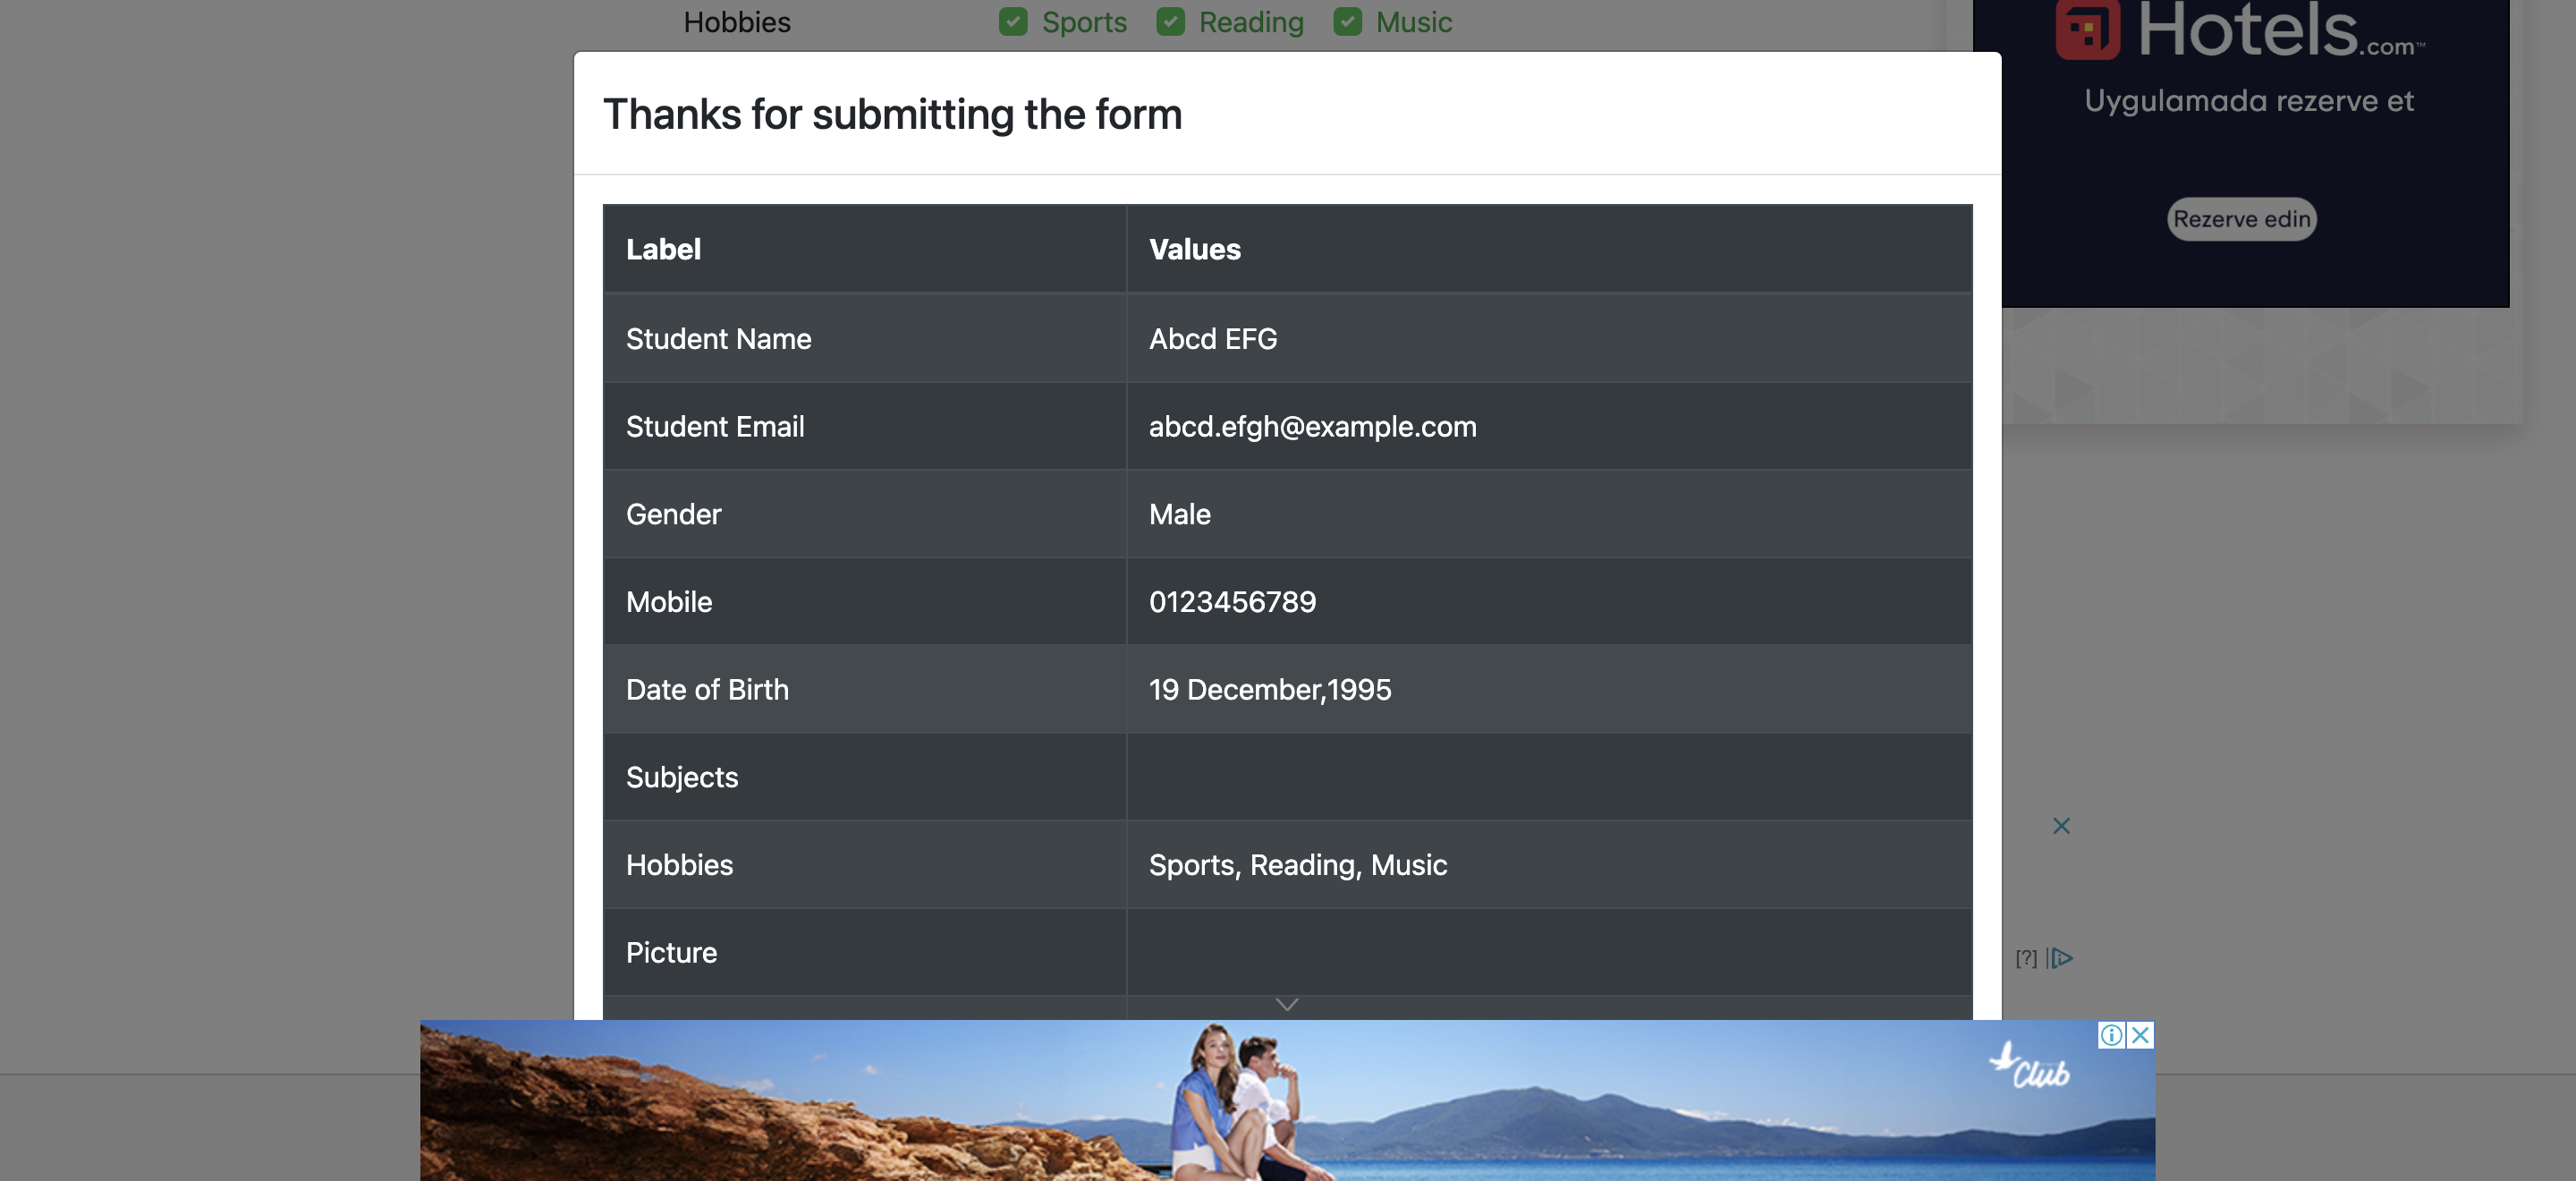 Hobbies Sports Reading Music
Hotels.com™
Uygulamada rezerve et
Rezerve edin
Thanks for submitting the form
Label Values
Student Name Abcd EFG
Student Email abcd.efgh@example.com
Gender Male
Mobile 0123456789
Date of Birth 19 December,1995
Subjects
Hobbies Sports, Reading, Music
Picture
[?]
Club